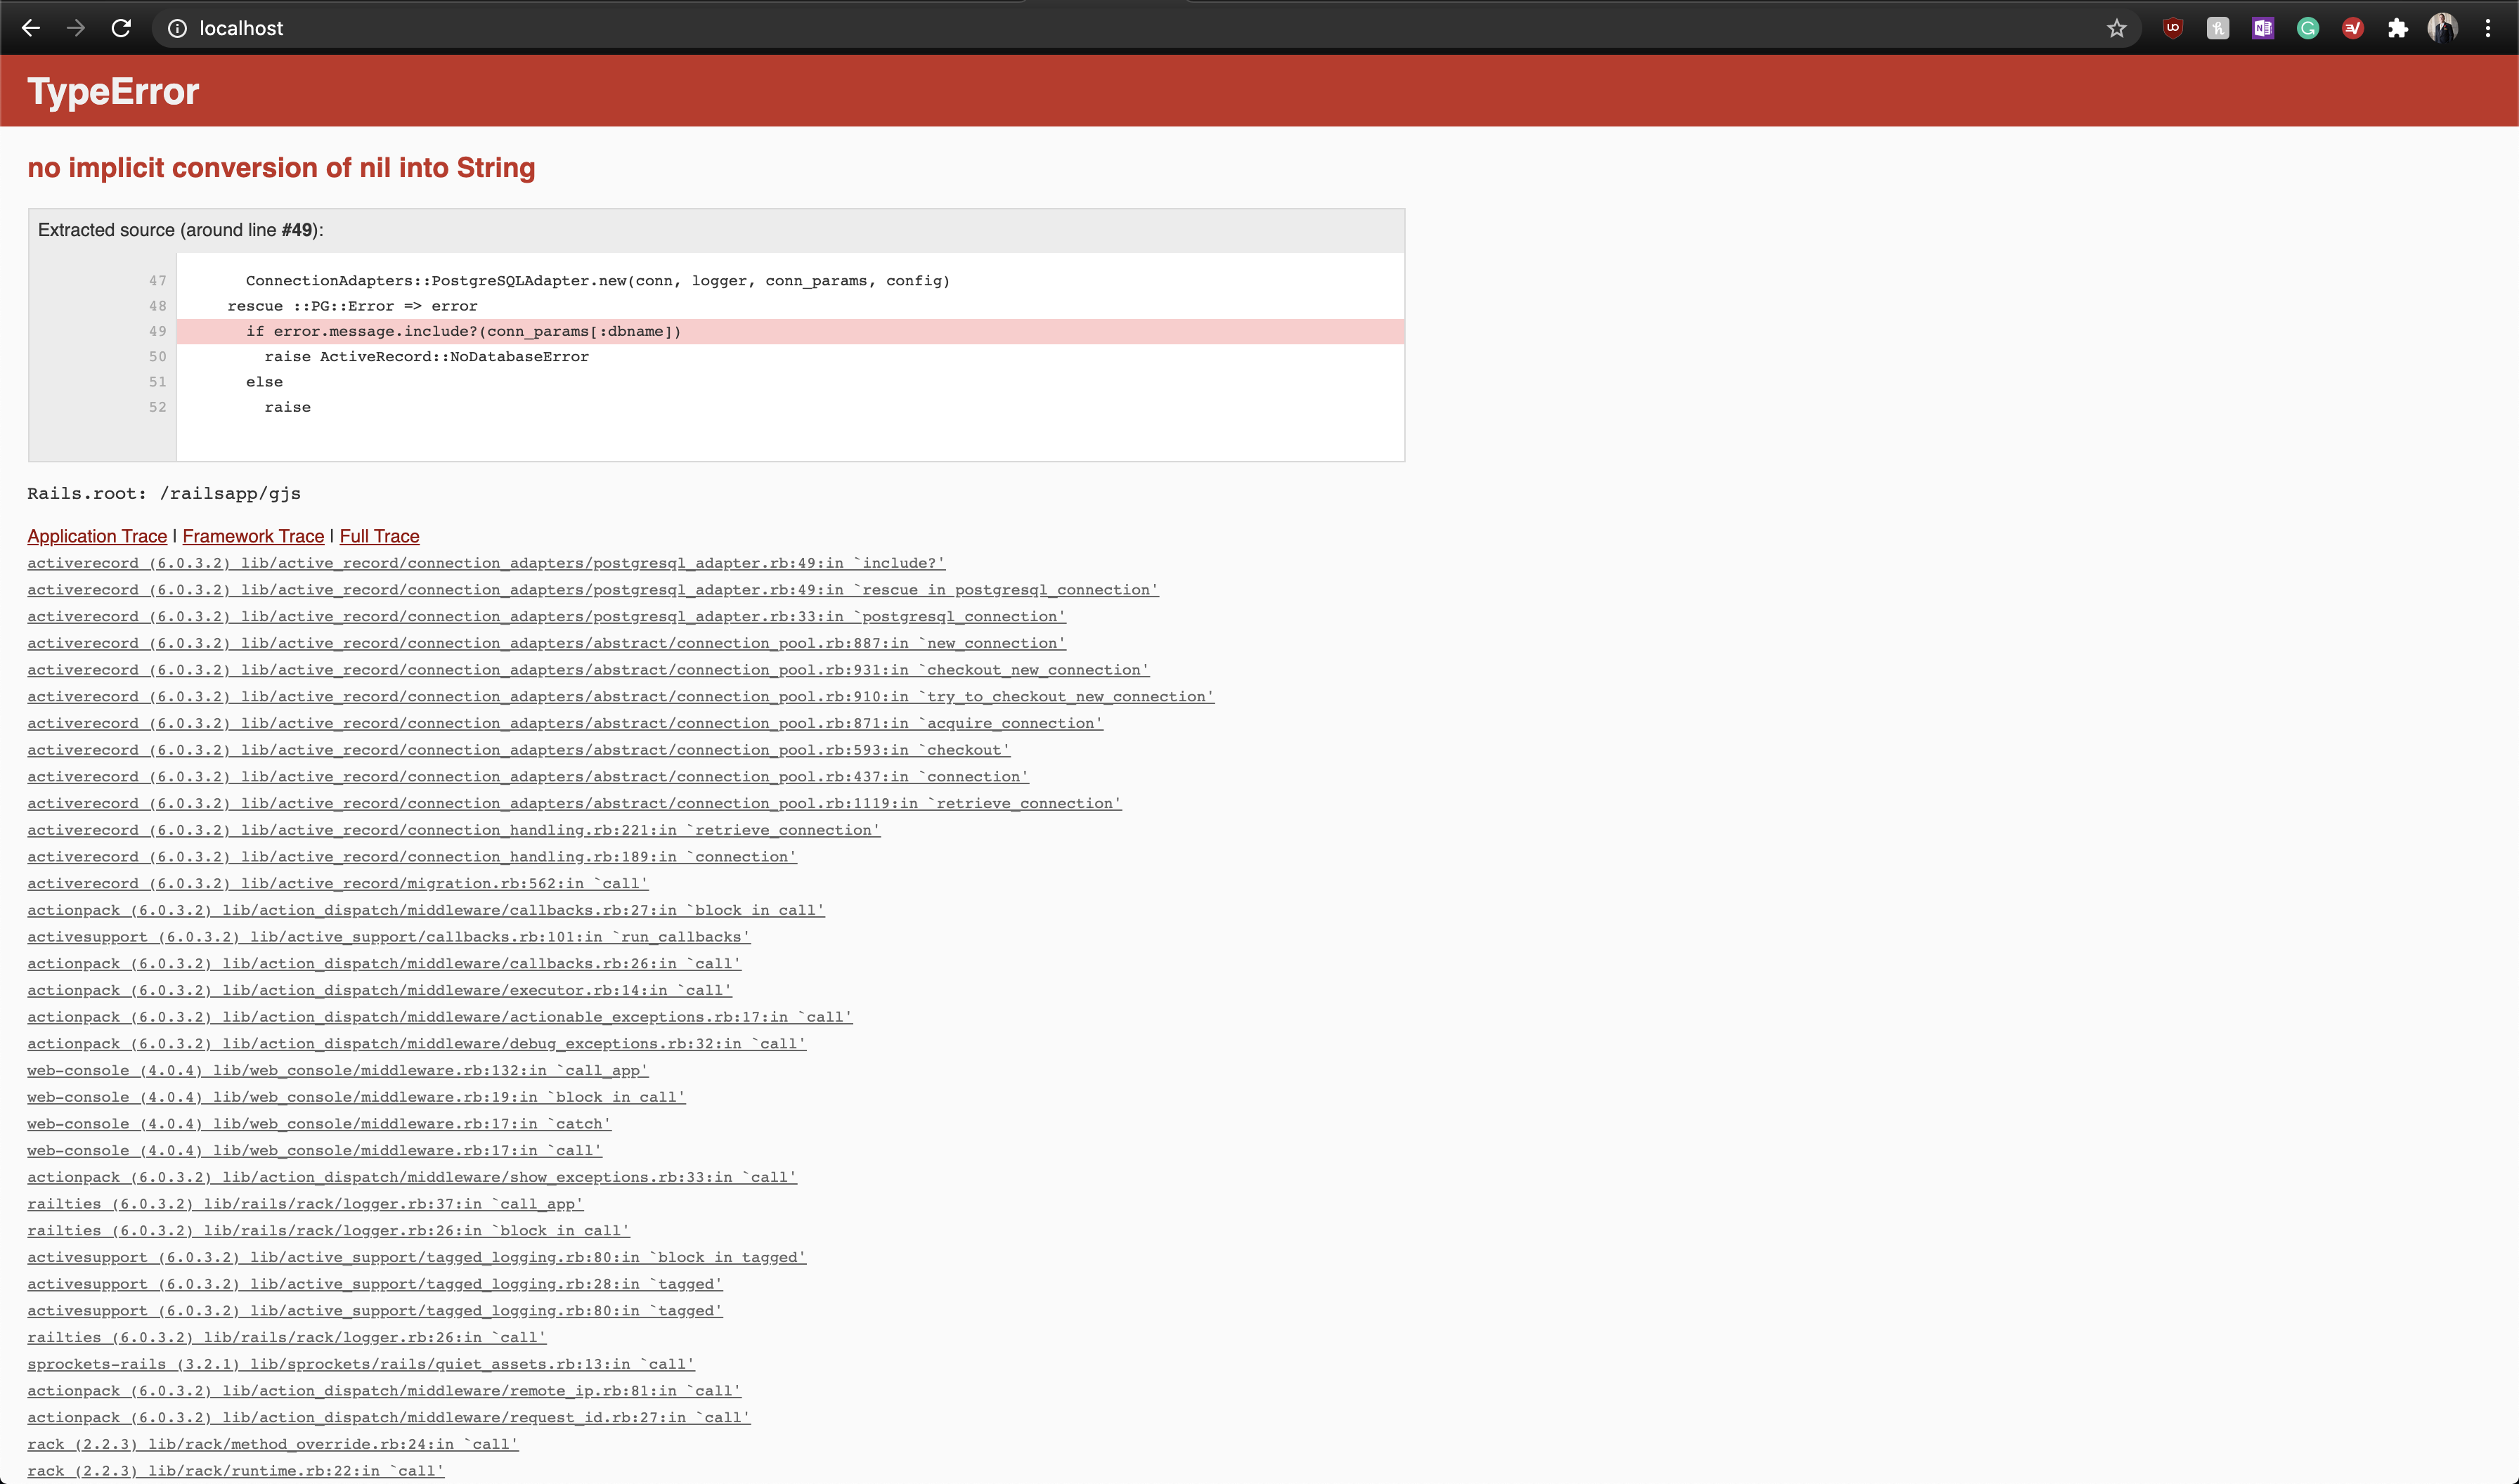 localhost
TypeError
no implicit conversion of nil into String
Extracted source (around line #49):
47 ConnectionAdapters::PostgreSQLAdapter.new(conn, logger, conn_params, config)
48 rescue ::PG::Error => error
49 if error.message.include?(conn_params[:dbname])
50 raise ActiveRecord::NoDatabaseError
51 else
52 raise
Rails.root: /railsapp/gjs
Application Trace | Framework Trace | Full Trace
activerecord (6.0.3.2) lib/active_record/connection_adapters/postgresql_adapter.rb:49:in `include?'
activerecord (6.0.3.2) lib/active_record/connection_adapters/postgresql_adapter.rb:49:in `rescue in postgresql_connection'
activerecord (6.0.3.2) lib/active_record/connection_adapters/postgresql_adapter.rb:33:in `postgresql_connection'
activerecord (6.0.3.2) lib/active_record/connection_adapters/abstract/connection_pool.rb:887:in `new_connection'
activerecord (6.0.3.2) lib/active_record/connection_adapters/abstract/connection_pool.rb:931:in `checkout_new_connection'
activerecord (6.0.3.2) lib/active_record/connection_adapters/abstract/connection_pool.rb:910:in `try_to_checkout_new_connection'
activerecord (6.0.3.2) lib/active_record/connection_adapters/abstract/connection_pool.rb:871:in `acquire_connection'
activerecord (6.0.3.2) lib/active_record/connection_adapters/abstract/connection_pool.rb:593:in `checkout'
activerecord (6.0.3.2) lib/active_record/connection_adapters/abstract/connection_pool.rb:437:in `connection'
activerecord (6.0.3.2) lib/active_record/connection_adapters/abstract/connection_pool.rb:1119:in `retrieve_connection'
activerecord (6.0.3.2) lib/active_record/connection_handling.rb:221:in `retrieve_connection'
activerecord (6.0.3.2) lib/active_record/connection_handling.rb:189:in `connection'
activerecord (6.0.3.2) lib/active_record/migration.rb:562:in `call'
actionpack (6.0.3.2) lib/action_dispatch/middleware/callbacks.rb:27:in `block in call'
activesupport (6.0.3.2) lib/active_support/callbacks.rb:101:in `run_callbacks'
actionpack (6.0.3.2) lib/action_dispatch/middleware/callbacks.rb:26:in `call'
actionpack (6.0.3.2) lib/action_dispatch/middleware/executor.rb:14:in `call'
actionpack (6.0.3.2) lib/action_dispatch/middleware/actionable_exceptions.rb:17:in `call'
actionpack (6.0.3.2) lib/action_dispatch/middleware/debug_exceptions.rb:32:in `call'
web-console (4.0.4) lib/web_console/middleware.rb:132:in `call_app'
web-console (4.0.4) lib/web_console/middleware.rb:19:in `block in call'
web-console (4.0.4) lib/web_console/middleware.rb:17:in `catch'
web-console (4.0.4) lib/web_console/middleware.rb:17:in `call'
actionpack (6.0.3.2) lib/action_dispatch/middleware/show_exceptions.rb:33:in `call'
railties (6.0.3.2) lib/rails/rack/logger.rb:37:in `call_app'
railties (6.0.3.2) lib/rails/rack/logger.rb:26:in `block in call'
activesupport (6.0.3.2) lib/active_support/tagged_logging.rb:80:in `block in tagged'
activesupport (6.0.3.2) lib/active_support/tagged_logging.rb:28:in `tagged'
activesupport (6.0.3.2) lib/active_support/tagged_logging.rb:80:in `tagged'
railties (6.0.3.2) lib/rails/rack/logger.rb:26:in `call'
sprockets-rails (3.2.1) lib/sprockets/rails/quiet_assets.rb:13:in `call'
actionpack (6.0.3.2) lib/action_dispatch/middleware/remote_ip.rb:81:in `call'
actionpack (6.0.3.2) lib/action_dispatch/middleware/request_id.rb:27:in `call'
rack (2.2.3) lib/rack/method_override.rb:24:in `call'
rack (2.2.3) lib/rack/runtime.rb:22:in `call'